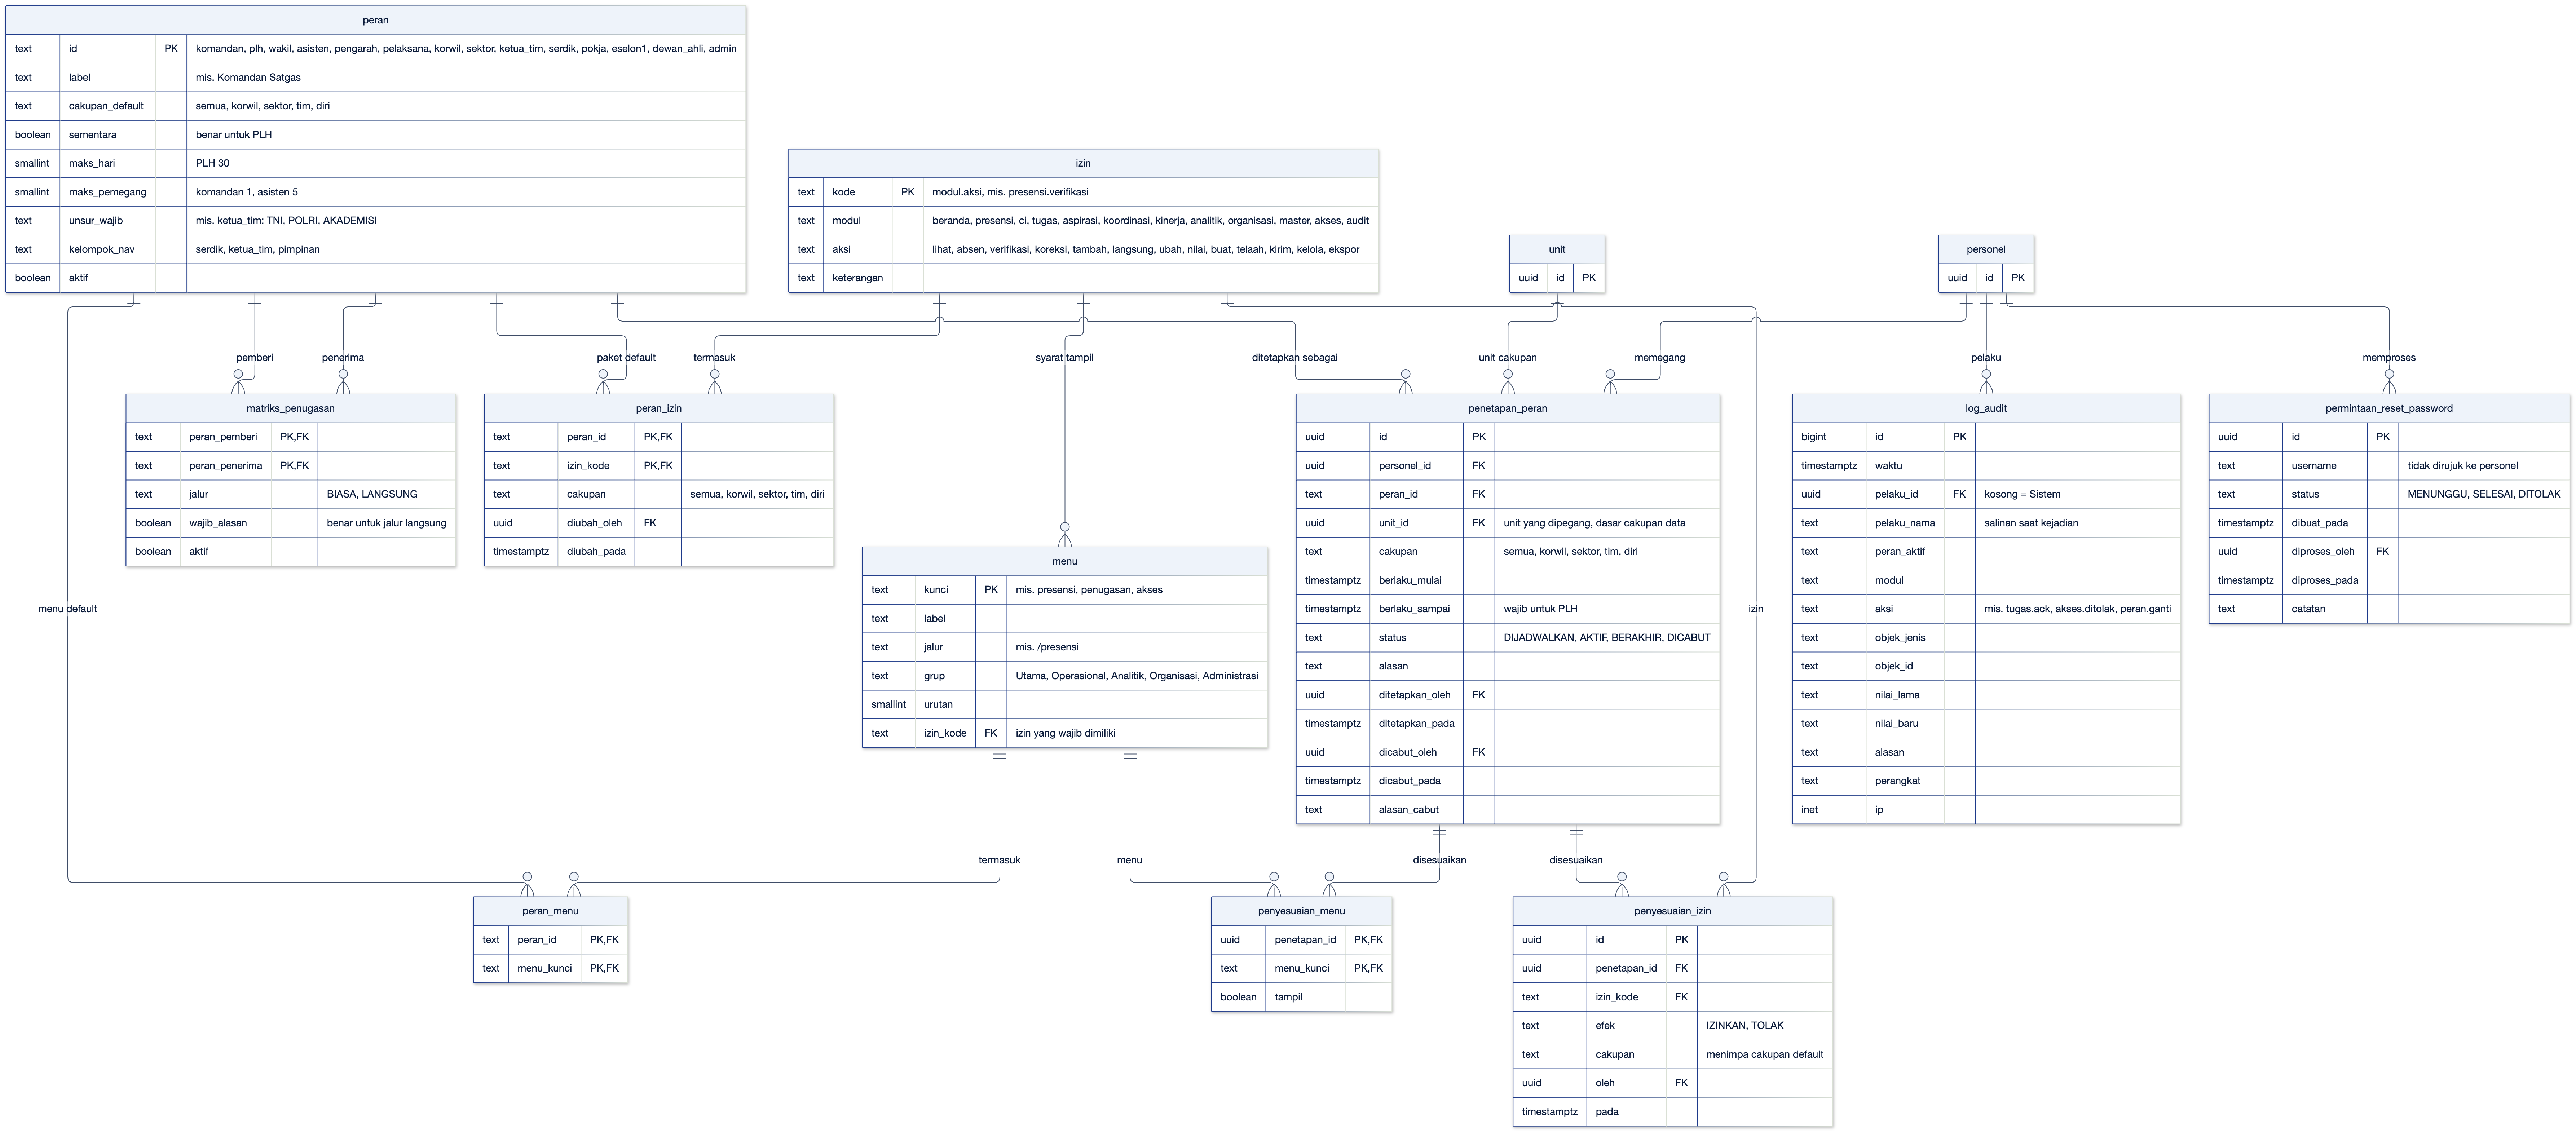 peran
text id PK komandan, plh, wakil, asisten, pengarah, pelaksana, korwil, sektor, ketua_tim, serdik, pokja, eselon1, dewan_ahli, admin
text label mis. Komandan Satgas
text cakupan_default semua, korwil, sektor, tim, diri
boolean sementara benar untuk PLH
smallint maks_hari PLH 30
smallint maks_pemegang komandan 1, asisten 5
text unsur_wajib mis. ketua_tim: TNI, POLRI, AKADEMISI
text kelompok_nav serdik, ketua_tim, pimpinan
boolean aktif
izin
text kode PK modul.aksi, mis. presensi.verifikasi
text modul beranda, presensi, ci, tugas, aspirasi, koordinasi, kinerja, analitik, organisasi, master, akses, audit
text aksi lihat, absen, verifikasi, koreksi, tambah, langsung, ubah, nilai, buat, telaah, kirim, kelola, ekspor
text keterangan
unit
uuid id PK
personel
uuid id PK
pemberi
penerima
paket default
termasuk
syarat tampil
ditetapkan sebagai
unit cakupan
memegang
pelaku
memproses
matriks_penugasan
text peran_pemberi PK,FK
text peran_penerima PK,FK
text jalur BIASA, LANGSUNG
boolean wajib_alasan benar untuk jalur langsung
boolean aktif
peran_izin
text peran_id PK,FK
text izin_kode PK,FK
text cakupan semua, korwil, sektor, tim, diri
uuid diubah_oleh FK
timestamptz diubah_pada
menu
text kunci PK mis. presensi, penugasan, akses
text label
text jalur mis. /presensi
text grup Utama, Operasional, Analitik, Organisasi, Administrasi
smallint urutan
text izin_kode FK izin yang wajib dimiliki
penetapan_peran
uuid id PK
uuid personel_id FK
text peran_id FK
uuid unit_id FK unit yang dipegang, dasar cakupan data
text cakupan semua, korwil, sektor, tim, diri
timestamptz berlaku_mulai
timestamptz berlaku_sampai wajib untuk PLH
text status DIJADWALKAN, AKTIF, BERAKHIR, DICABUT
text alasan
uuid ditetapkan_oleh FK
timestamptz ditetapkan_pada
uuid dicabut_oleh FK
timestamptz dicabut_pada
text alasan_cabut
log_audit
bigint id PK
timestamptz waktu
uuid pelaku_id FK kosong = Sistem
text pelaku_nama salinan saat kejadian
text peran_aktif
text modul
text aksi mis. tugas.ack, akses.ditolak, peran.ganti
text objek_jenis
text objek_id
text nilai_lama
text nilai_baru
text alasan
text perangkat
inet ip
permintaan_reset_password
uuid id PK
text username tidak dirujuk ke personel
text status MENUNGGU, SELESAI, DITOLAK
timestamptz dibuat_pada
uuid diproses_oleh FK
timestamptz diproses_pada
text catatan
menu default
izin
termasuk
menu
disesuaikan
disesuaikan
peran_menu
text peran_id PK,FK
text menu_kunci PK,FK
penyesuaian_menu
uuid penetapan_id PK,FK
text menu_kunci PK,FK
boolean tampil
penyesuaian_izin
uuid id PK
uuid penetapan_id FK
text izin_kode FK
text efek IZINKAN, TOLAK
text cakupan menimpa cakupan default
uuid oleh FK
timestamptz pada